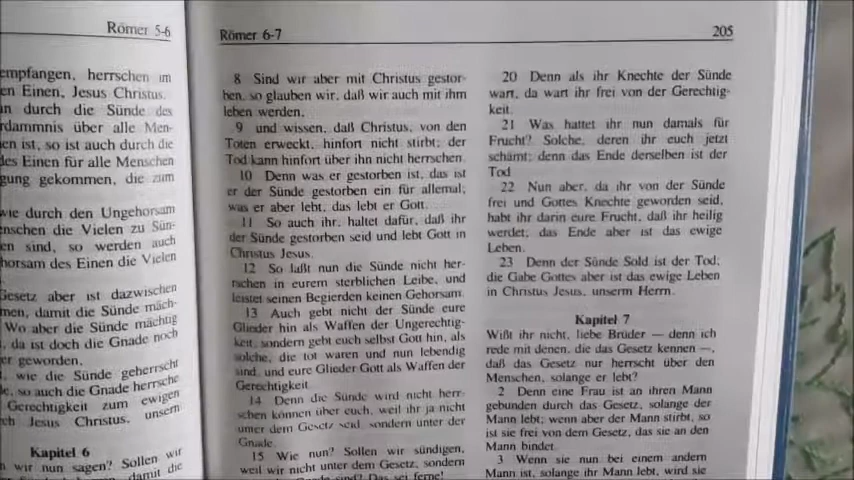 Römer 5-6
empfangen, herrschen im
en Einen, Jesus Christus.
n durch die Sünde des
rdammnis über alle Men-
en ist, so ist auch durch die
des Einen für alle Menschen
gung gekommen, die zum
wie durch den Ungehorsam
nschen die Vielen zu Sün-
en sind, so werden auch
horsam des Einen die Vielen
Gesetz aber ist dazwischen
men, damit die Sünde mäch-
Wo aber die Sünde mächtig
, da ist doch die Gnade noch
er geworden.
, wie die Sünde geherrscht
e, so auch die Gnade herrsche
Gerechtigkeit zum ewigen
ch Jesus Christus, unsern
Kapitel 6
n wir nun sagen? Sollen wir
de beharren, damit die
Römer 6-7
205
8 Sind wir aber mit Christus gestor-
ben, so glauben wir, daß wir auch mit ihm
leben werden,
9 und wissen, daß Christus, von den
Toten erweckt, hinfort nicht stirbt; der
Tod kann hinfort über ihn nicht herrschen.
10 Denn was er gestorben ist, das ist
er der Sünde gestorben ein für allemal;
was er aber lebt, das lebt er Gott.
11 So auch ihr, haltet dafür, daß ihr
der Sünde gestorben seid und lebt Gott in
Christus Jesus.
12 So laßt nun die Sünde nicht herr-
schen in eurem sterblichen Leibe, und
leistet seinen Begierden keinen Gehorsam.
13 Auch gebt nicht der Sünde eure
Glieder hin als Waffen der Ungerechtig-
keit, sondern gebt euch selbst Gott hin, als
solche, die tot waren und nun lebendig
sind, und eure Glieder Gott als Waffen der
Gerechtigkeit.
14 Denn die Sünde wird nicht herr-
schen können über euch, weil ihr ja nicht
unter dem Gesetz seid, sondern unter der
Gnade.
15 Wie nun? Sollen wir sündigen,
weil wir nicht unter dem Gesetz, sondern
unter der Gnade sind? Das sei ferne!
20 Denn als ihr Knechte der Sünde
wart, da wart ihr frei von der Gerechtig-
keit.
21 Was hattet ihr nun damals für
Frucht? Solche, deren ihr euch jetzt
schämt; denn das Ende derselben ist der
Tod.
22 Nun aber, da ihr von der Sünde
frei und Gottes Knechte geworden seid,
habt ihr darin eure Frucht, daß ihr heilig
werdet; das Ende aber ist das ewige
Leben.
23 Denn der Sünde Sold ist der Tod;
die Gabe Gottes aber ist das ewige Leben
in Christus Jesus, unserm Herrn.
Kapitel 7
Wißt ihr nicht, liebe Brüder — denn ich
rede mit denen, die das Gesetz kennen —,
daß das Gesetz nur herrscht über den
Menschen, solange er lebt?
2 Denn eine Frau ist an ihren Mann
gebunden durch das Gesetz, solange der
Mann lebt; wenn aber der Mann stirbt, so
ist sie frei von dem Gesetz, das sie an den
Mann bindet.
3 Wenn sie nun bei einem andern
Mann ist, solange ihr Mann lebt, wird sie